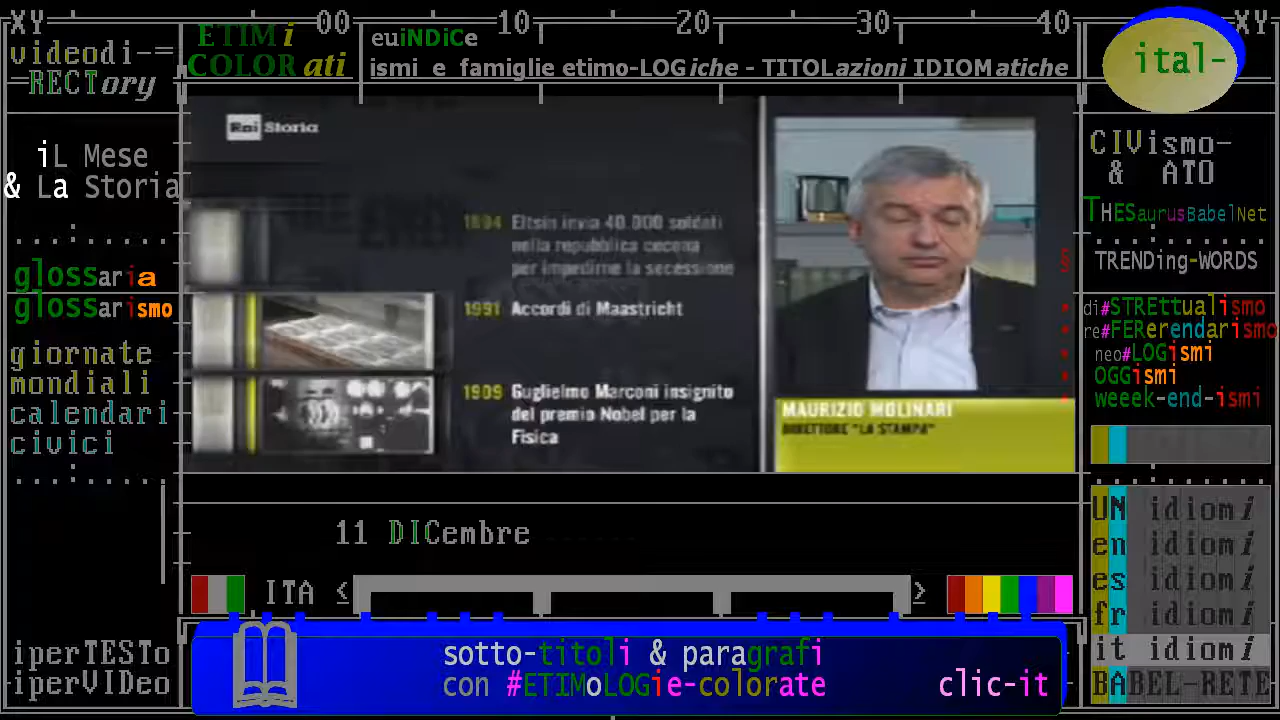 XY 00 10 20 30 40 XY
videodi-=
=RECTory
ETIMi
COLORati
euiNDiCe
ismi e famiglie etimo-LOGiche - TITOLazioni IDIOMatiche
ital-
iL Mese
& La Storia
...:.....
glossaria
glossarismo
giornate
mondiali
calendari
civici
...:.....
iperTESTo
-iperVIDeo
Rai Storia
1994 Eltsin invia 40.000 soldati
nella repubblica cecena
per impedirne la secessione
1991 Accordi di Maastricht
1909 Guglielmo Marconi insignito
del premio Nobel per la
Fisica
MAURIZIO MOLINARI
DIRETTORE "LA STAMPA"
§
11 DICembre
ITA < >
sotto-titoli & paragrafi
con #ETIMoLOGie-colorate clic-it
CIVismo-
& ATO
THESaurusBabelNet
....:.....
TRENDing-WORDS
di#STREttualismo
re#FERerendarismo
neo#LOGismi
OGGismi
weeek-end-ismi
....:.....
UN idiomi
en idiomi
es idiomi
fr idiomi
it idiomi
BABEL-RETE